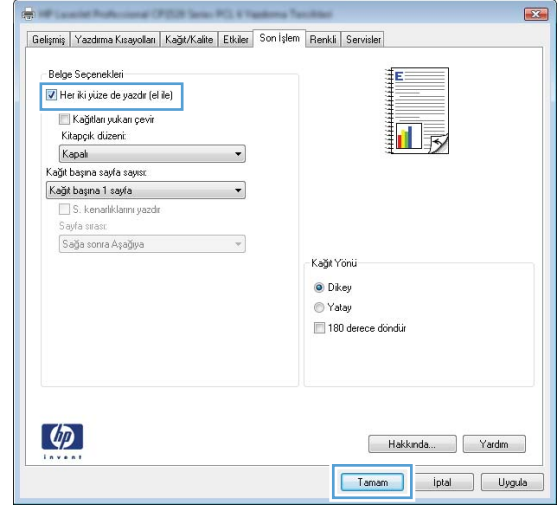 Gelişmiş Yazdırma Kısayolları Kağıt/Kalite Etkiler Son İşlem Renkli Servisler
Belge Seçenekleri
Her iki yüze de yazdır (el ile)
Kağıtları yukarı çevir
Kitapçık düzeni:
Kapalı
Kağıt başına sayfa sayısı:
Kağıt başına 1 sayfa
S. kenarlıklarını yazdır
Sayfa sırası:
Sağa sonra Aşağıya
E
Kağıt Yönü
Dikey
Yatay
180 derece döndür
hp
invent
Hakkında... Yardım
Tamam İptal Uygula